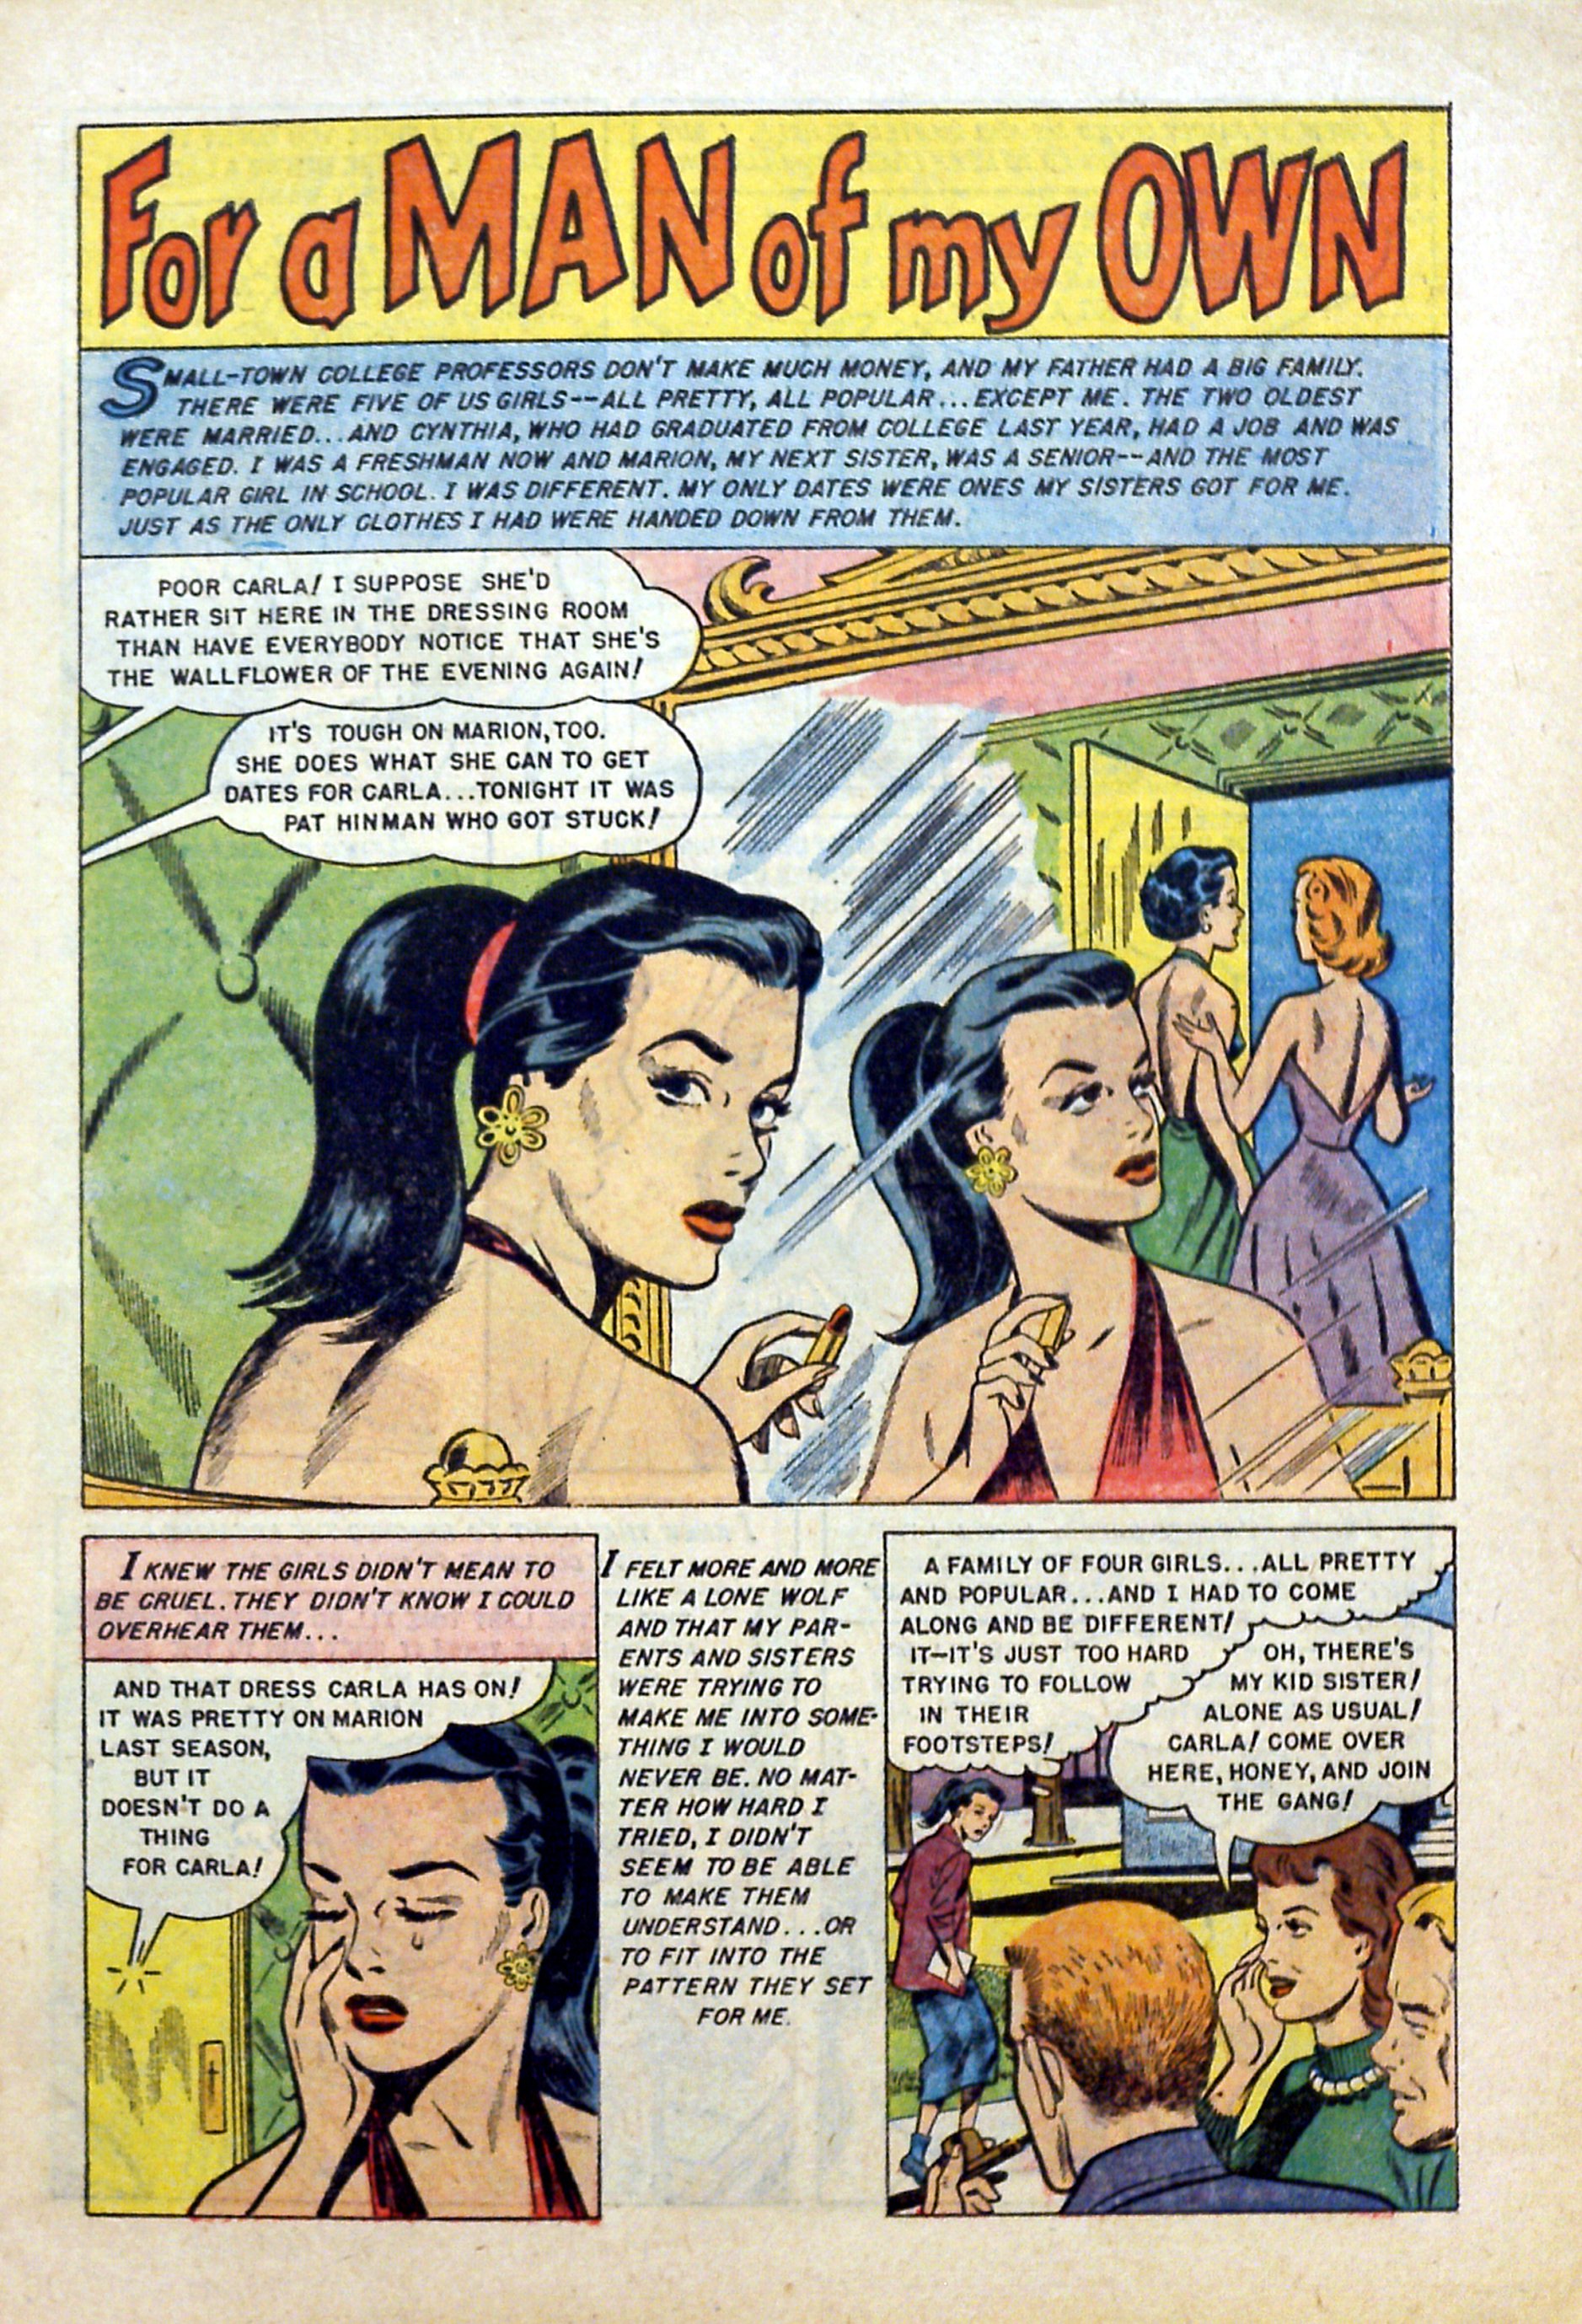 For a MAN of my OWN
SMALL-TOWN COLLEGE PROFESSORS DON'T MAKE MUCH MONEY, AND MY FATHER HAD A BIG FAMILY.
THERE WERE FIVE OF US GIRLS--ALL PRETTY, ALL POPULAR...EXCEPT ME. THE TWO OLDEST
WERE MARRIED...AND CYNTHIA, WHO HAD GRADUATED FROM COLLEGE LAST YEAR, HAD A JOB AND WAS
ENGAGED. I WAS A FRESHMAN NOW AND MARION, MY NEXT SISTER, WAS A SENIOR--AND THE MOST
POPULAR GIRL IN SCHOOL. I WAS DIFFERENT. MY ONLY DATES WERE ONES MY SISTERS GOT FOR ME.
JUST AS THE ONLY CLOTHES I HAD WERE HANDED DOWN FROM THEM.
POOR CARLA! I SUPPOSE SHE'D
RATHER SIT HERE IN THE DRESSING ROOM
THAN HAVE EVERYBODY NOTICE THAT SHE'S
THE WALLFLOWER OF THE EVENING AGAIN!
IT'S TOUGH ON MARION, TOO.
SHE DOES WHAT SHE CAN TO GET
DATES FOR CARLA...TONIGHT IT WAS
PAT HINMAN WHO GOT STUCK!
I KNEW THE GIRLS DIDN'T MEAN TO
BE CRUEL. THEY DIDN'T KNOW I COULD
OVERHEAR THEM...
AND THAT DRESS CARLA HAS ON!
IT WAS PRETTY ON MARION
LAST SEASON,
BUT IT
DOESN'T DO A
THING
FOR CARLA!
I FELT MORE AND MORE
LIKE A LONE WOLF
AND THAT MY PAR-
ENTS AND SISTERS
WERE TRYING TO
MAKE ME INTO SOME-
THING I WOULD
NEVER BE. NO MAT-
TER HOW HARD I
TRIED, I DIDN'T
SEEM TO BE ABLE
TO MAKE THEM
UNDERSTAND...OR
TO FIT INTO THE
PATTERN THEY SET
FOR ME.
A FAMILY OF FOUR GIRLS...ALL PRETTY
AND POPULAR...AND I HAD TO COME
ALONG AND BE DIFFERENT!
IT—IT'S JUST TOO HARD
TRYING TO FOLLOW
IN THEIR
FOOTSTEPS!
OH, THERE'S
MY KID SISTER!
ALONE AS USUAL!
CARLA! COME OVER
HERE, HONEY, AND JOIN
THE GANG!